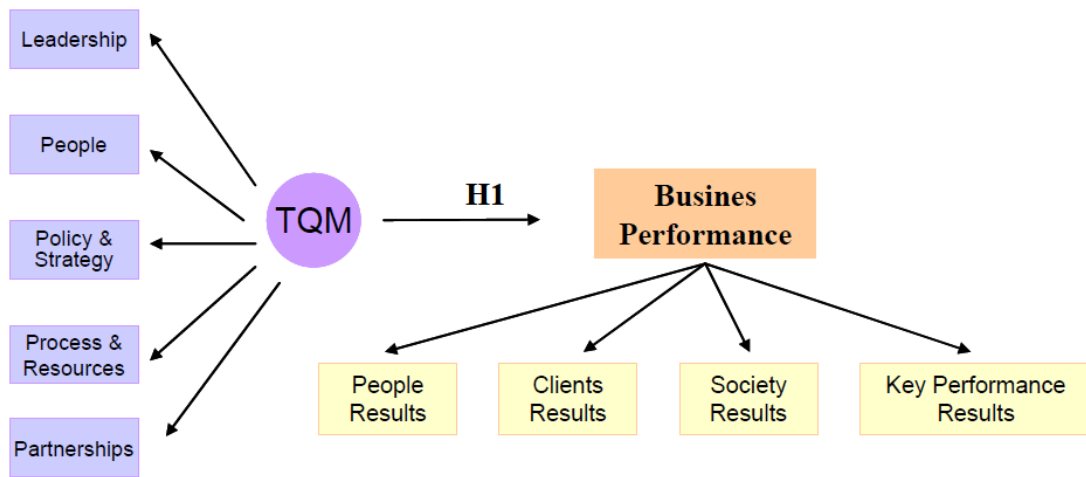 Leadership
People
Policy &
Strategy
Process &
Resources
Partnerships
TQM
H1
Busines
Performance
People
Results
Clients
Results
Society
Results
Key Performance
Results